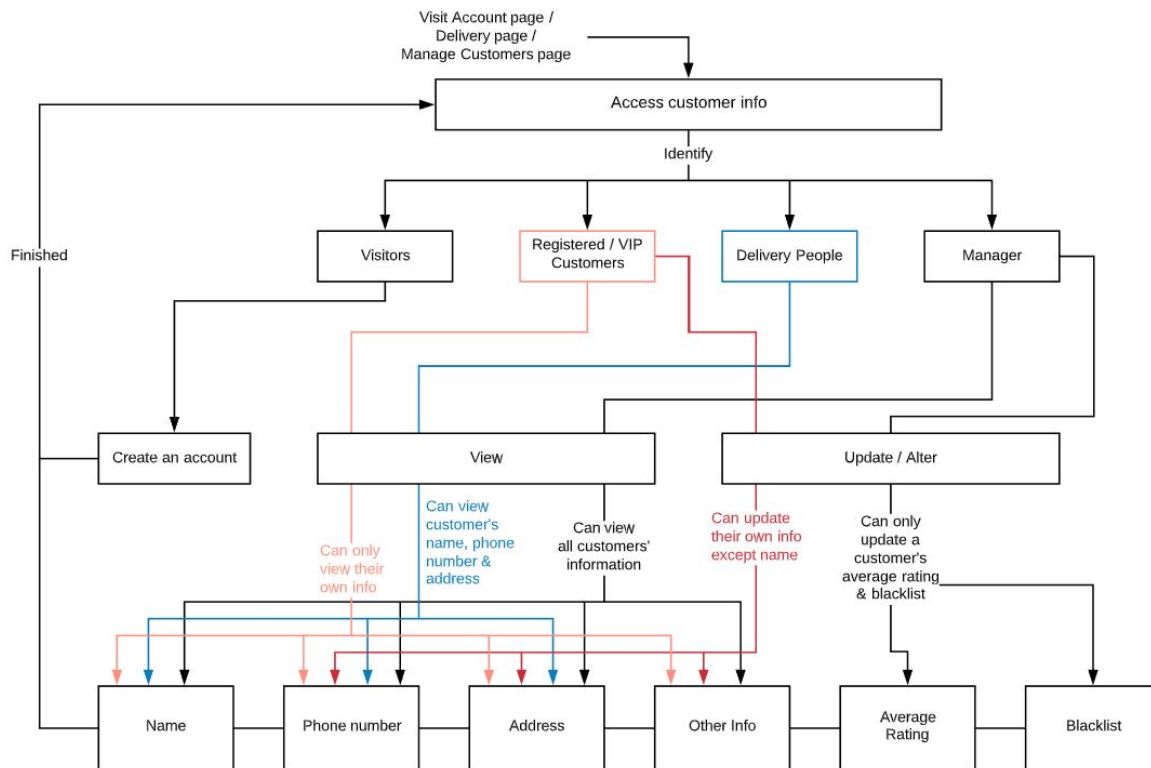 Visit Account page /
Delivery page /
Manage Customers page
Access customer info
Identify
Finished
Visitors
Registered / VIP
Customers
Delivery People
Manager
Create an account
View
Update / Alter
Can only
view their
own info
Can view
customer's
name, phone
number &
address
Can view
all customers'
information
Can update
their own info
except name
Can only
update a
customer's
average rating
& blacklist
Name
Phone number
Address
Other Info
Average
Rating
Blacklist